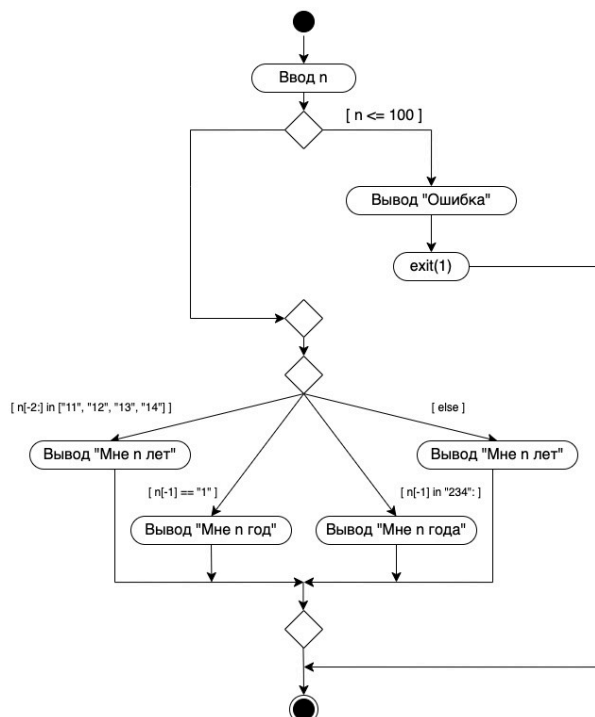 Ввод n
[ n <= 100 ]
Вывод "Ошибка"
exit(1)
[ n[-2:] in ["11", "12", "13", "14"] ]
[ else ]
Вывод "Мне n лет"
Вывод "Мне n лет"
[ n[-1] == "1" ]
[ n[-1] in "234": ]
Вывод "Мне n год"
Вывод "Мне n года"